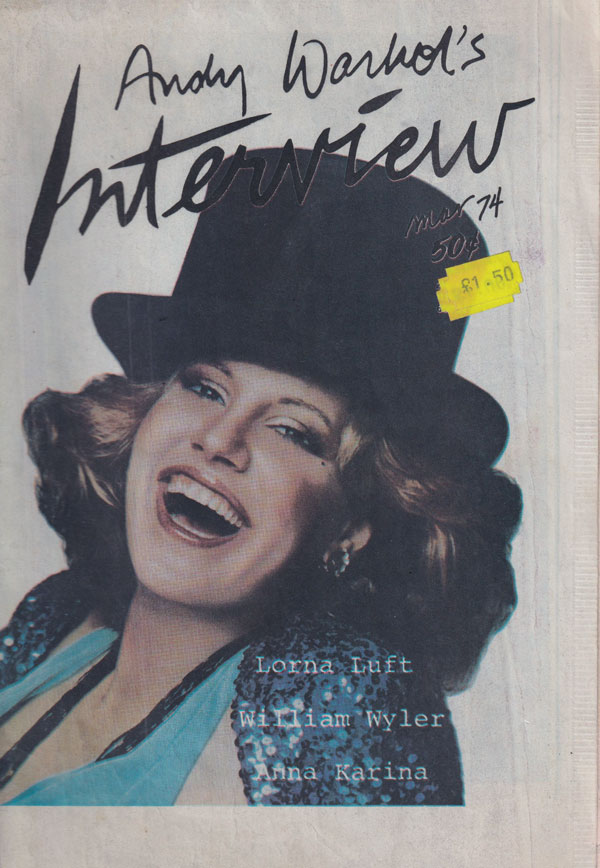 Andy Warhol's
Interview
Mar 74
50¢
£1.50
Lorna Luft
William Wyler
Anna Karina